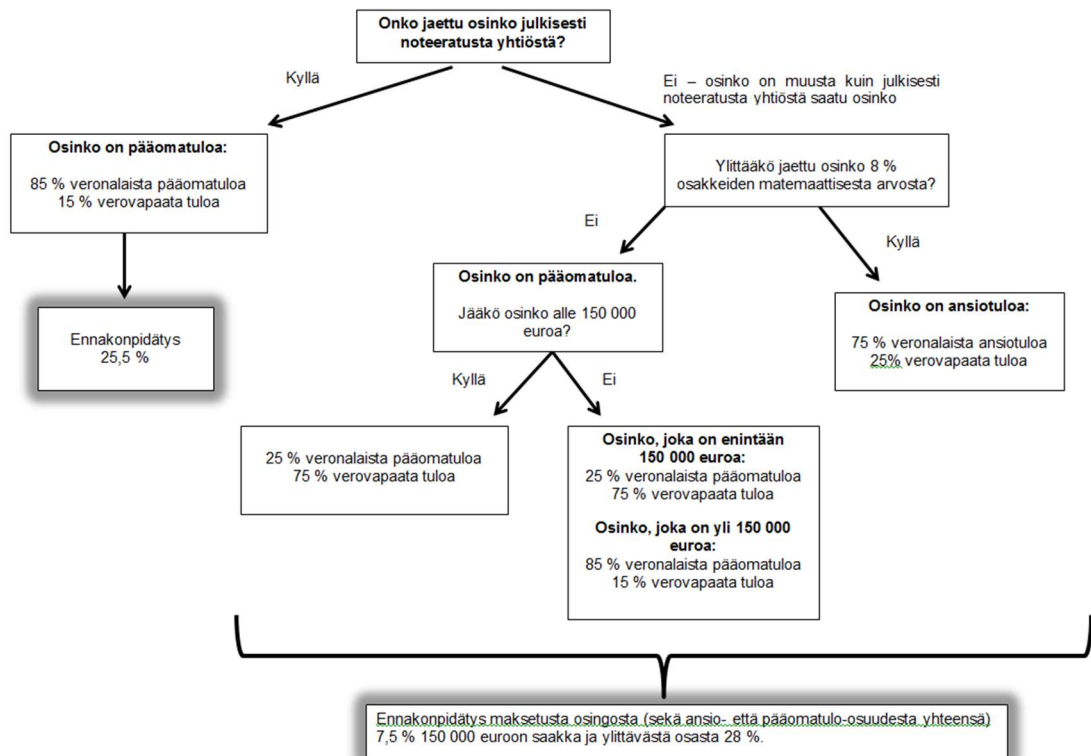 Onko jaettu osinko julkisesti
noteeratusta yhtiöstä?
Kyllä
Ei – osinko on muusta kuin julkisesti
noteeratusta yhtiöstä saatu osinko
Osinko on pääomatuloa:
85 % veronalaista pääomatuloa
15 % verovapaata tuloa
Ylittääkö jaettu osinko 8 %
osakkeiden matemaattisesta arvosta?
Ei
Kyllä
Osinko on pääomatuloa.
Jääkö osinko alle 150 000
euroa?
Osinko on ansiotuloa:
75 % veronalaista ansiotuloa
25% verovapaata tuloa
Ennakonpidätys
25,5 %
Kyllä
Ei
25 % veronalaista pääomatuloa
75 % verovapaata tuloa
Osinko, joka on enintään
150 000 euroa:
25 % veronalaista pääomatuloa
75 % verovapaata tuloa
Osinko, joka on yli 150 000
euroa:
85 % veronalaista pääomatuloa
15 % verovapaata tuloa
Ennakonpidätys maksetusta osingosta (sekä ansio- että pääomatulo-osuudesta yhteensä)
7,5 % 150 000 euroon saakka ja ylittävästä osasta 28 %.